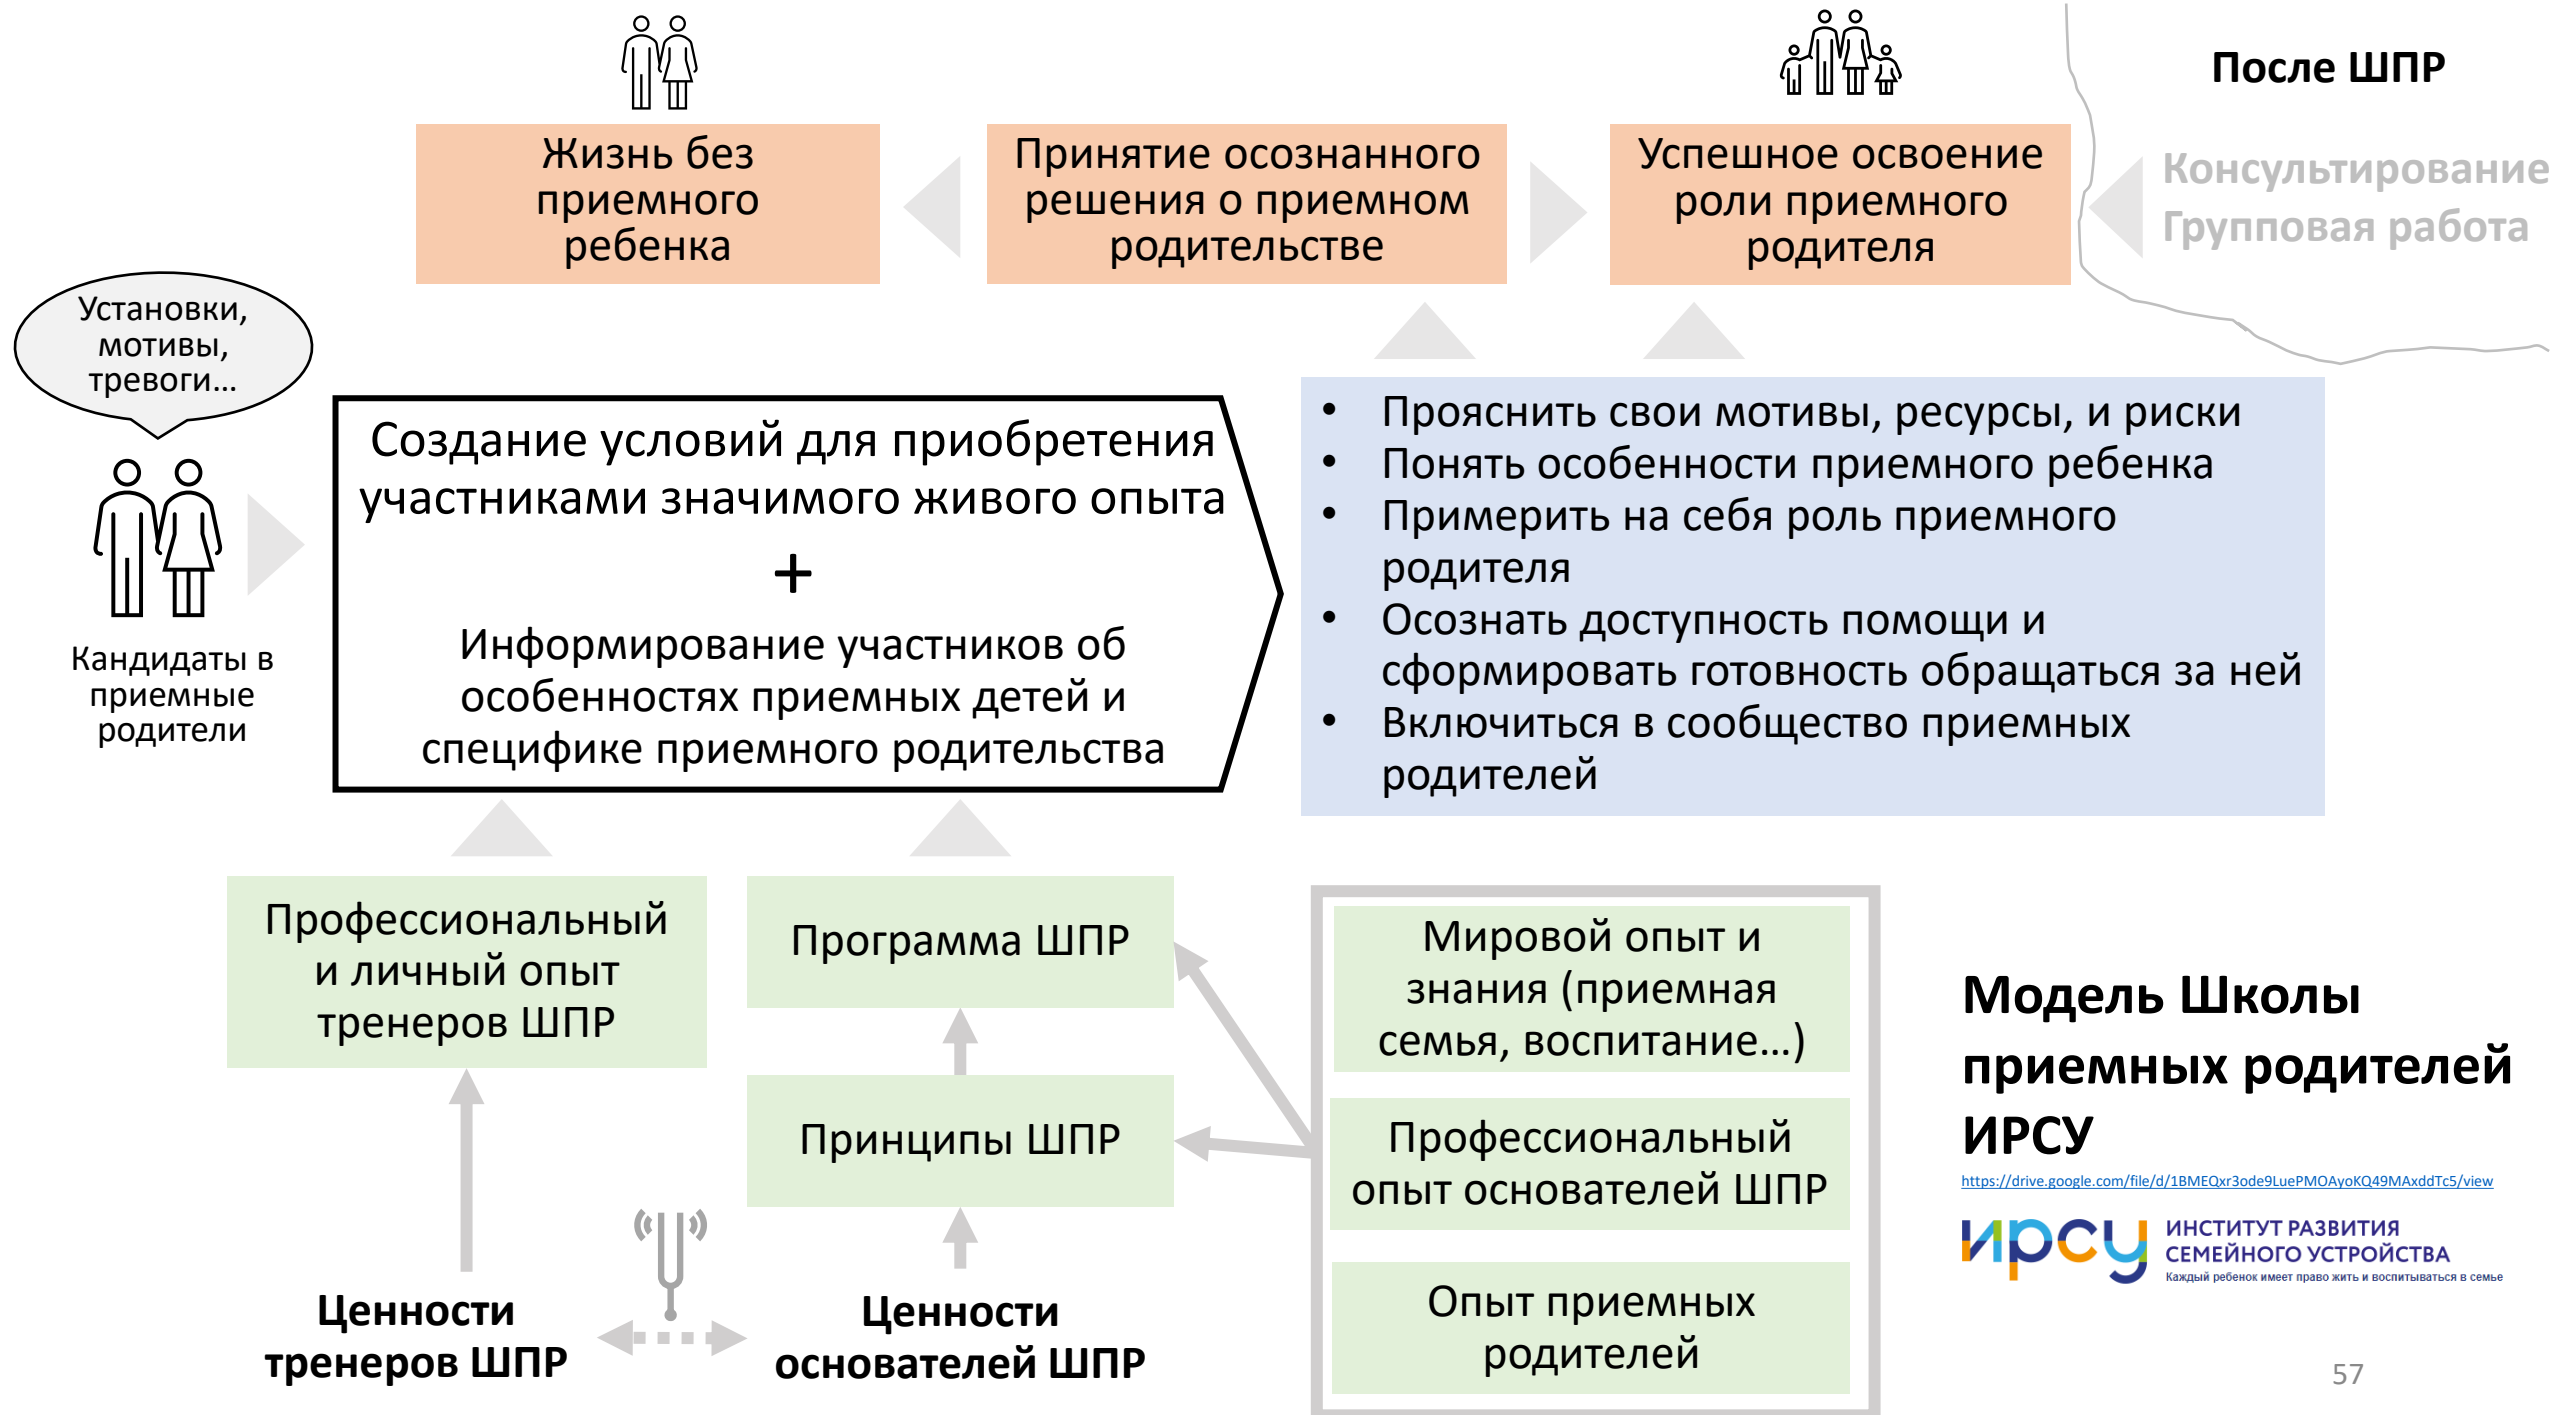 После ШПР
Жизнь без
приемного
ребенка
Принятие осознанного
решения о приемном
родительстве
Успешное освоение
роли приемного
родителя
Консультирование
Групповая работа
Установки,
мотивы,
тревоги...
Кандидаты в
приемные
родители
Создание условий для приобретения
участниками значимого живого опыта
+
Информирование участников об
особенностях приемных детей и
специфике приемного родительства
• Прояснить свои мотивы, ресурсы, и риски
• Понять особенности приемного ребенка
• Примерить на себя роль приемного
родителя
• Осознать доступность помощи и
сформировать готовность обращаться за ней
• Включиться в сообщество приемных
родителей
Профессиональный
и личный опыт
тренеров ШПР
Программа ШПР
Принципы ШПР
Мировой опыт и
знания (приемная
семья, воспитание...)
Профессиональный
опыт основателей ШПР
Опыт приемных
родителей
Ценности
тренеров ШПР
Ценности
основателей ШПР
Модель Школы
приемных родителей
ИРСУ
https://drive.google.com/file/d/1BMEQxr3ode9LuePMOAyoKQ49MAxddTc5/view
ирсу
ИНСТИТУТ РАЗВИТИЯ
СЕМЕЙНОГО УСТРОЙСТВА
Каждый ребенок имеет право жить и воспитываться в семье
57